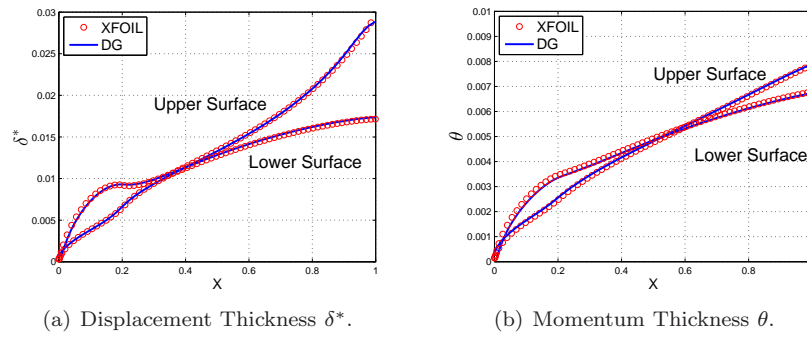 XFOIL
DG
Upper Surface
Lower Surface
δ*
0.03
0.025
0.02
0.015
0.01
0.005
0
0 0.2 0.4 0.6 0.8 1
X
(a) Displacement Thickness δ*.
XFOIL
DG
Upper Surface
Lower Surface
θ
0.01
0.009
0.008
0.007
0.006
0.005
0.004
0.003
0.002
0.001
0
0 0.2 0.4 0.6 0.8
X
(b) Momentum Thickness θ.